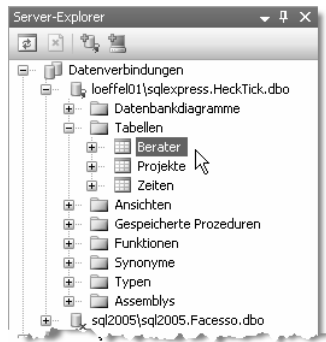 Server-Explorer
Datenverbindungen
loeffel01\sqlexpress.HeckTick.dbo
Datenbankdiagramme
Tabellen
Berater
Projekte
Zeiten
Ansichten
Gespeicherte Prozeduren
Funktionen
Synonyme
Typen
Assemblys
sql2005\sql2005.Facesso.dbo